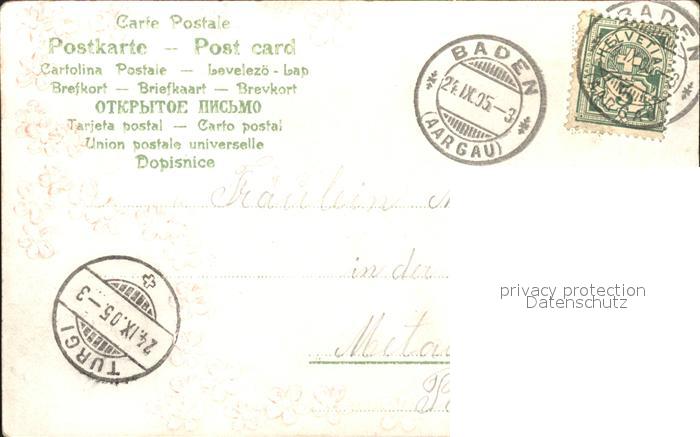 Carte Postale
Postkarte — Post card
Cartolina Postale — Levelező-Lap
Brefkort — Briefkaart — Brevkort
ОТКРЫТОЕ ПИСЬМО
Tarjeta postal — Carto postal
Union postale universelle
Dopisnice
BADEN
24.IX.05—3
(AARGAU)
BADEN
HELVETIA
5
Fräulein
in der
privacy protection
Datenschutz
TURGI
24.IX.05—3